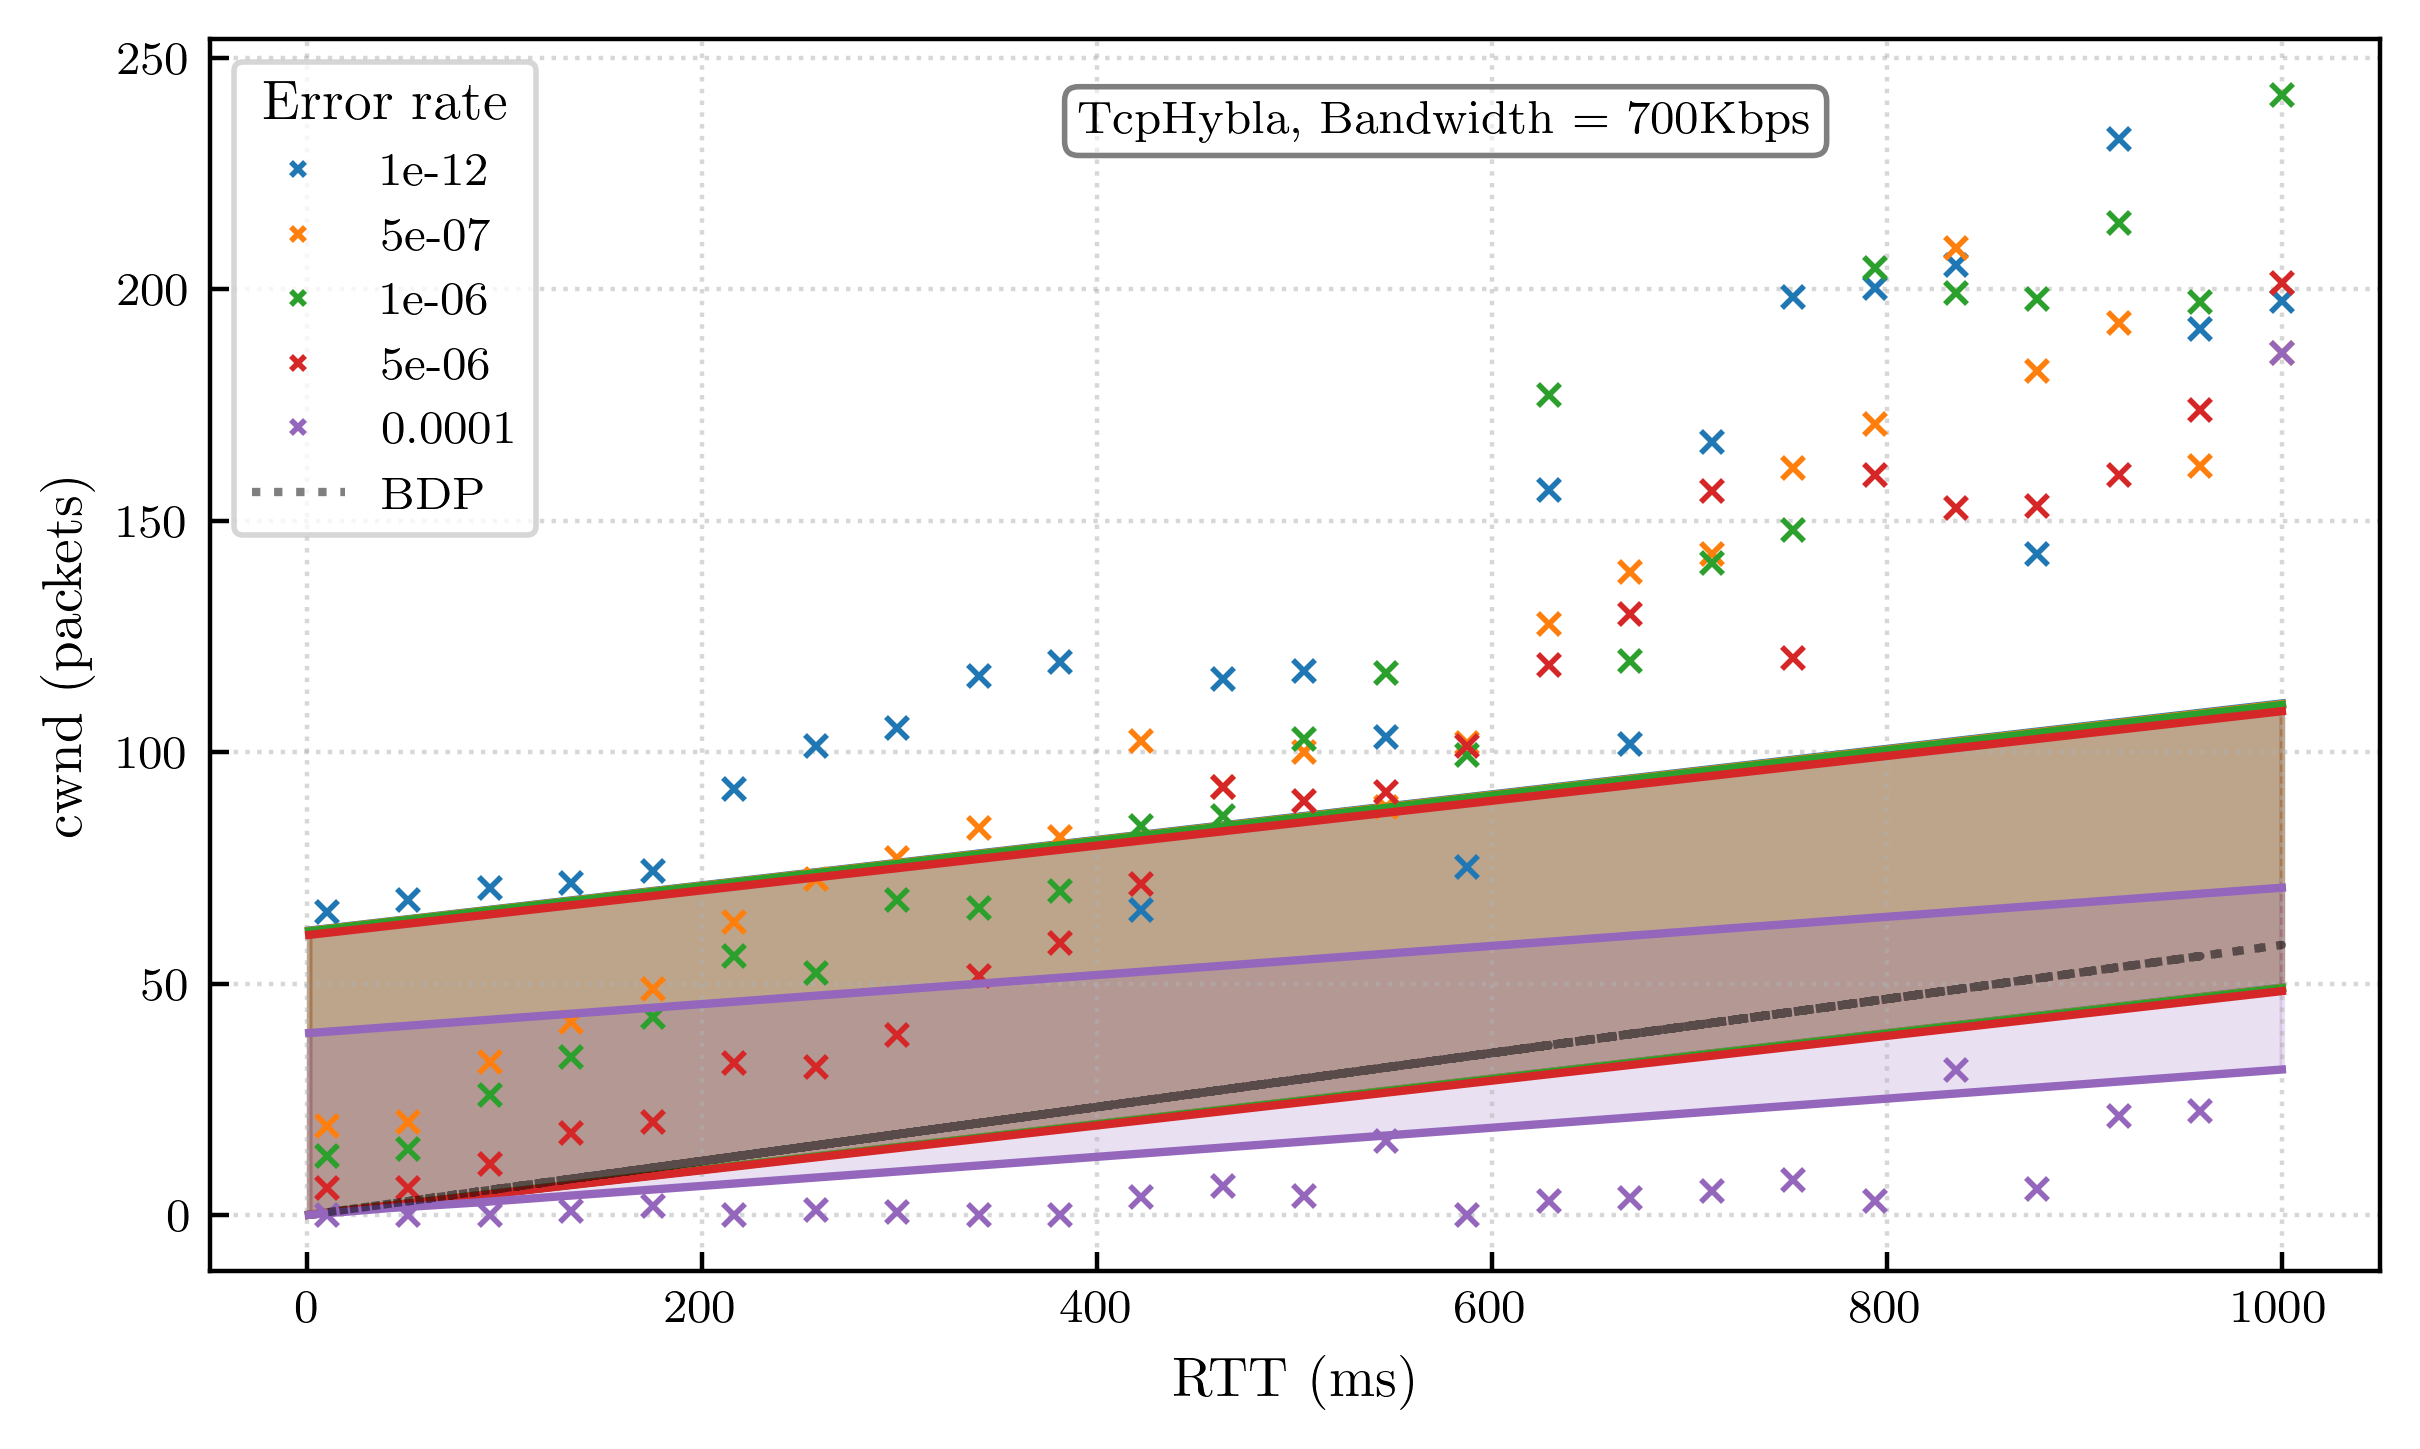 250
200
150
100
50
0
cwnd (packets)
Error rate
1e-12
5e-07
1e-06
5e-06
0.0001
BDP
TcpHybla, Bandwidth = 700Kbps
0 200 400 600 800 1000
RTT (ms)